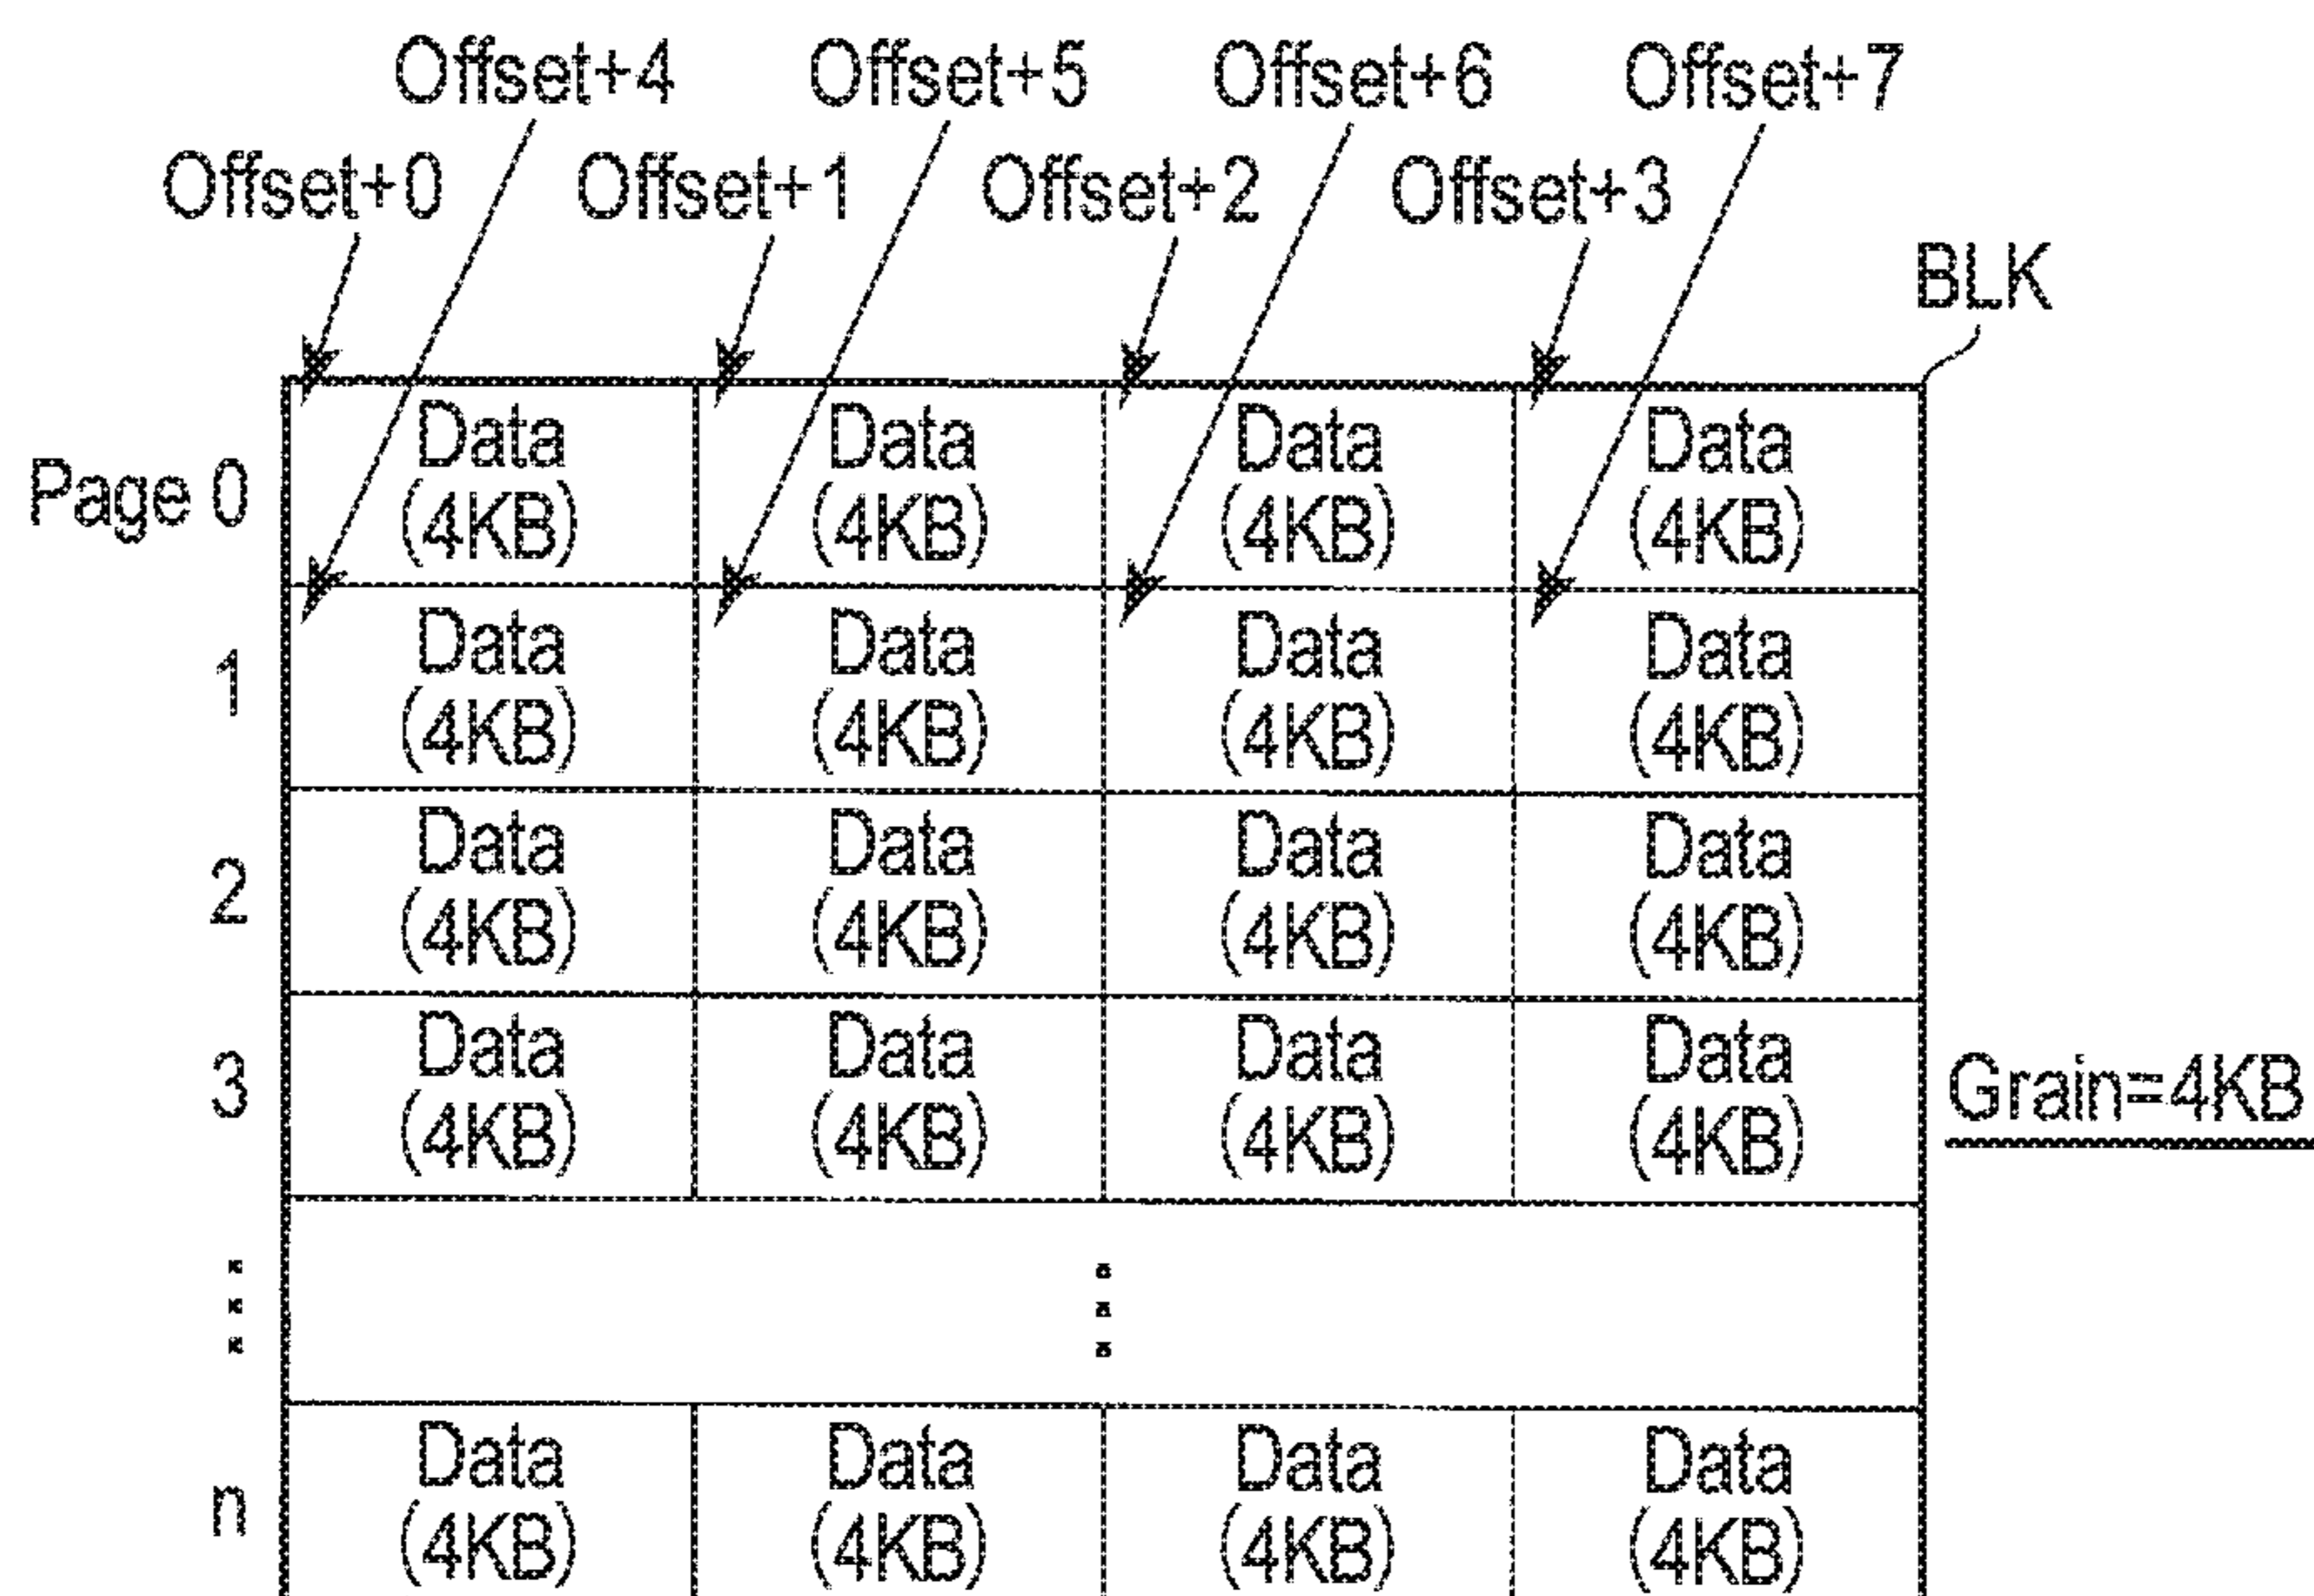 Offset+4 Offset+5 Offset+6 Offset+7
Offset+0 Offset+1 Offset+2 Offset+3
BLK
Data Data Data Data
Page 0
(4KB) (4KB) (4KB) (4KB)
Data Data Data Data
1
(4KB) (4KB) (4KB) (4KB)
Data Data Data Data
2
(4KB) (4KB) (4KB) (4KB)
Data Data Data Data
3 Grain=4KB
(4KB) (4KB) (4KB) (4KB)
Data Data Data Data
n
(4KB) (4KB) (4KB) (4KB)